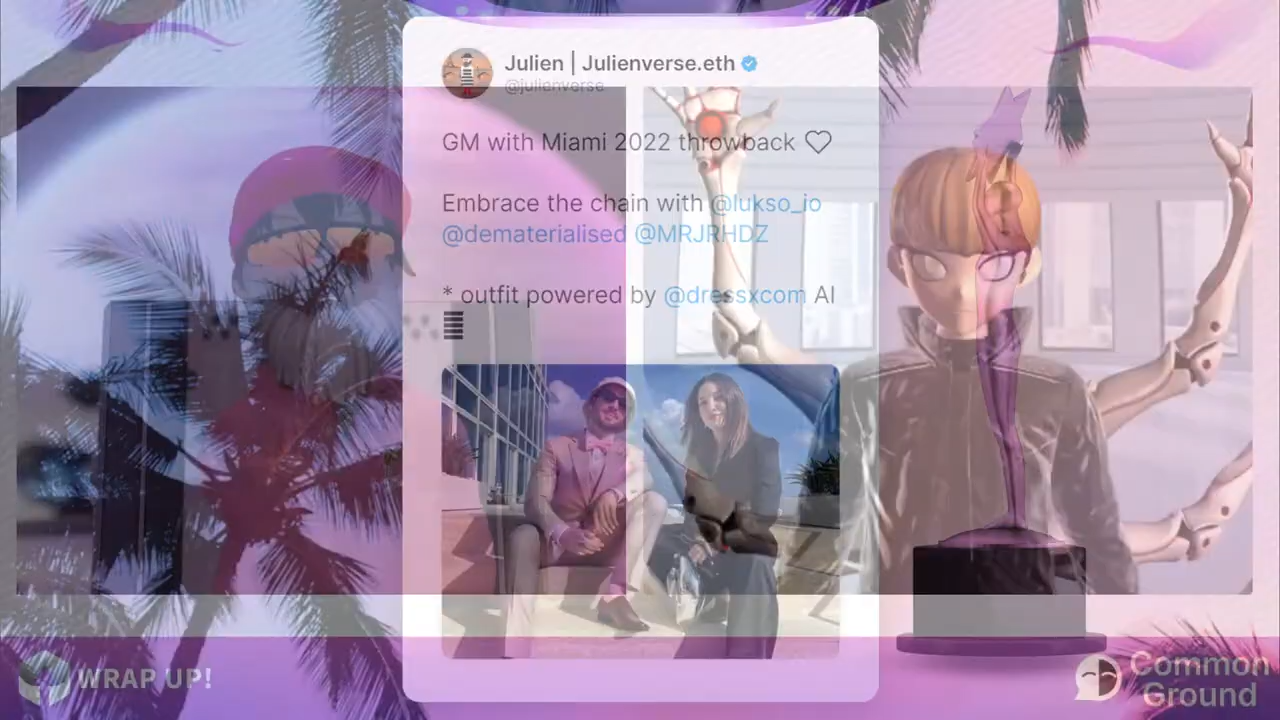 Julien | Julienverse.eth
@julienverse
GM with Miami 2022 throwback
Embrace the chain with @lukso_io
@dematerialised @MRJRHDZ
* outfit powered by @dressxcom AI
WRAP UP!
Common
Ground